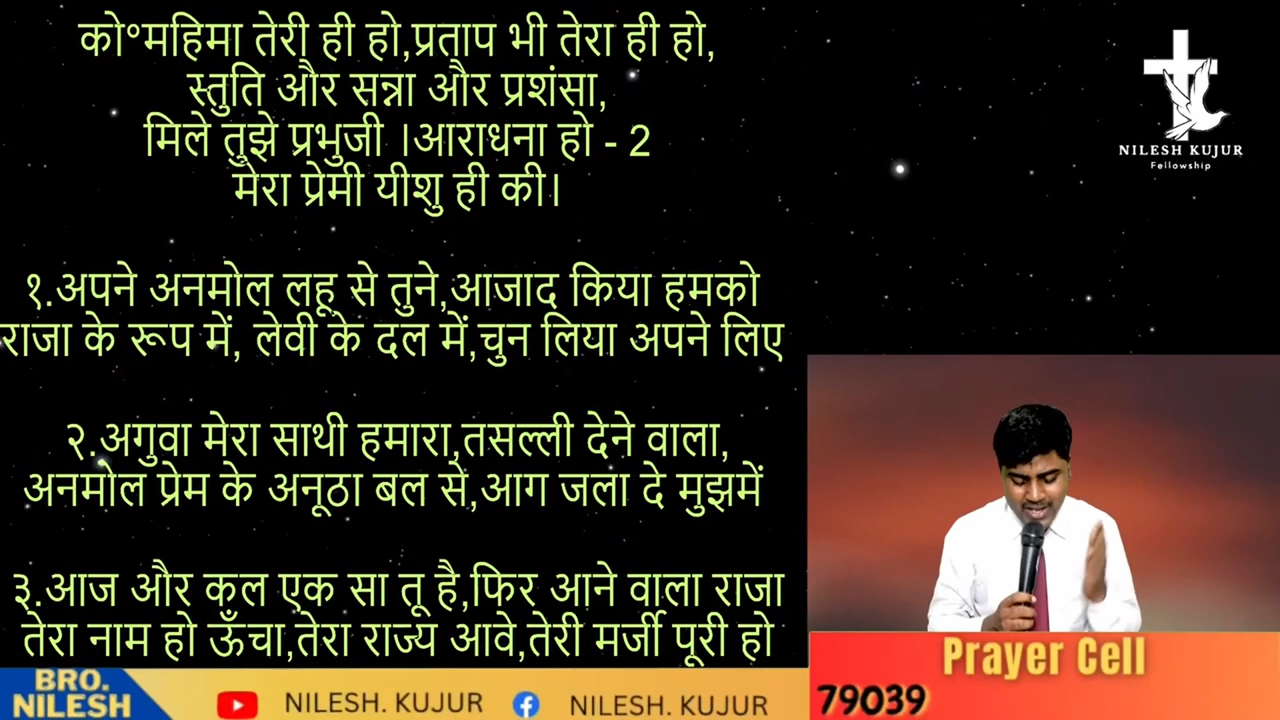 को°महिमा तेरी ही हो,प्रताप भी तेरा ही हो,
स्तुति और सन्ना और प्रशंसा,
मिले तुझे प्रभुजी ।आराधना हो - 2
मेरा प्रेमी यीशु ही की।
१.अपने अनमोल लहू से तुने,आजाद किया हमको
राजा के रूप में, लेवी के दल में,चुन लिया अपने लिए
२.अगुवा मेरा साथी हमारा,तसल्ली देने वाला,
अनमोल प्रेम के अनूठा बल से,आग जला दे मुझमें
३.आज और कल एक सा तू है,फिर आने वाला राजा
तेरा नाम हो ऊँचा,तेरा राज्य आवे,तेरी मर्जी पूरी हो
NILESH KUJUR
Fellowship
Prayer Cell
79039
BRO.
NILESH
NILESH. KUJUR
NILESH. KUJUR